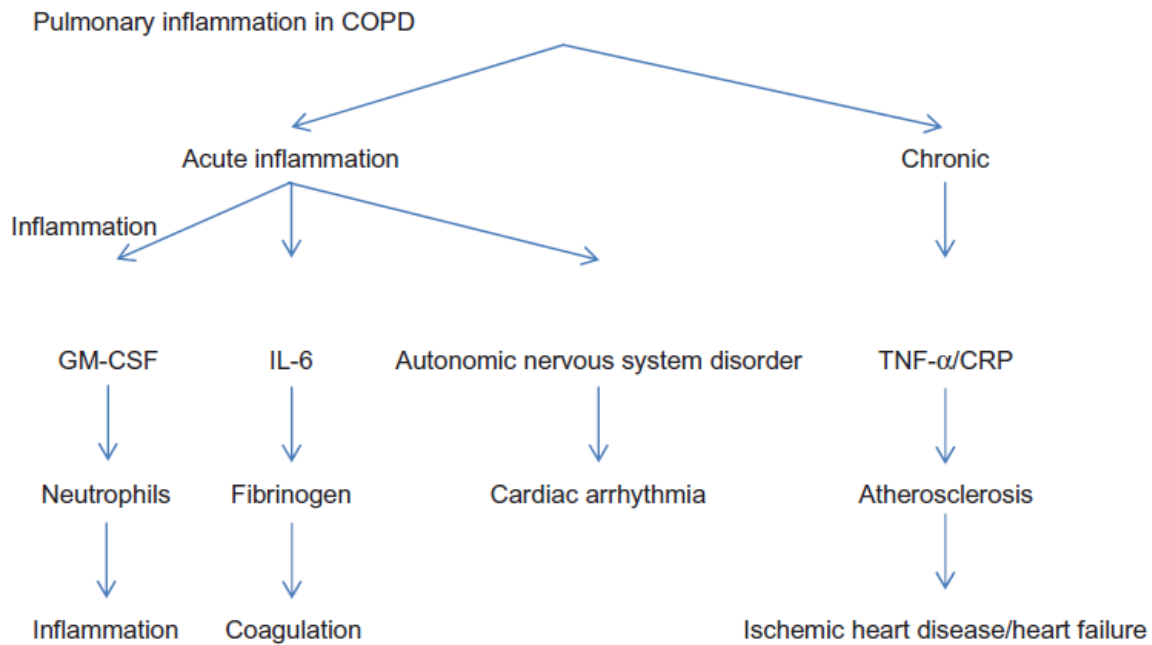 Pulmonary inflammation in COPD
Acute inflammation
Chronic
Inflammation
GM-CSF
IL-6
Autonomic nervous system disorder
TNF-α/CRP
Neutrophils
Fibrinogen
Cardiac arrhythmia
Atherosclerosis
Inflammation
Coagulation
Ischemic heart disease/heart failure